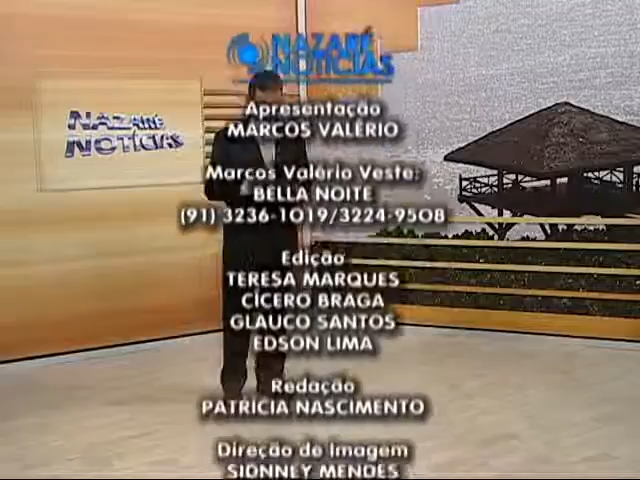 NAZARÉ
NOTÍCIAS
NAZARÉ
NOTÍCIAS
Apresentação
MARCOS VALÉRIO
Marcos Valério Veste:
BELLA NOITE
(91) 3236-1019/3224-9508
Edição
TERESA MARQUES
CÍCERO BRAGA
GLAUCO SANTOS
EDSON LIMA
Redação
PATRÍCIA NASCIMENTO
Direção de Imagem
SIDNNEY MENDES